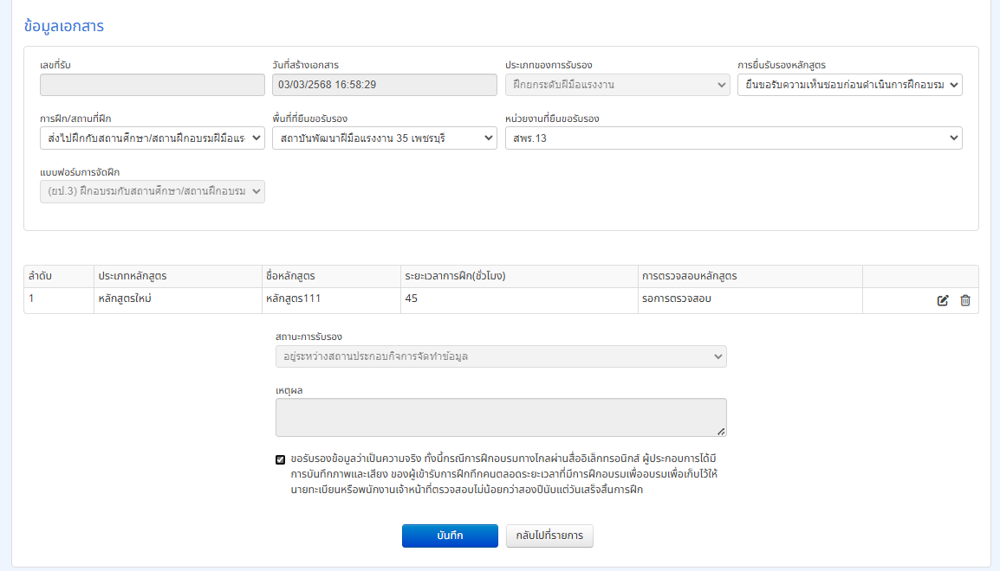 ข้อมูลเอกสาร
เลขที่รับ วันที่สร้างเอกสาร ประเภทของการรับรอง การยื่นรับรองหลักสูตร
03/03/2568 16:58:29 ฝึกยกระดับฝีมือแรงงาน ยื่นขอรับความเห็นชอบก่อนดำเนินการฝึกอบรม
การฝึก/สถานที่ฝึก พื้นที่ที่ยื่นขอรับรอง หน่วยงานที่ยื่นขอรับรอง
ส่งไปฝึกกับสถานศึกษา/สถานฝึกอบรมฝีมือแร สถาบันพัฒนาฝีมือแรงงาน 35 เพชรบุรี สพร.13
แบบฟอร์มการจัดฝึก
(ยป.3) ฝึกอบรมกับสถานศึกษา/สถานฝึกอบรม
ลำดับ ประเภทหลักสูตร ชื่อหลักสูตร ระยะเวลาการฝึก(ชั่วโมง) การตรวจสอบหลักสูตร
1 หลักสูตรใหม่ หลักสูตร111 45 รอการตรวจสอบ
สถานะการรับรอง
อยู่ระหว่างสถานประกอบกิจการจัดทำข้อมูล
เหตุผล
ขอรับรองข้อมูลว่าเป็นความจริง ทั้งนี้กรณีการฝึกอบรมทางไกลผ่านสื่ออิเล็กทรอนิกส์ ผู้ประกอบการได้มี
การบันทึกภาพและเสียง ของผู้เข้ารับการฝึกทึกคนตลอดระยะเวลาที่มีการฝึกอบรมเพื่ออบรมเพื่อเก็บไว้ให้
นายทะเบียนหรือพนักงานเจ้าหน้าที่ตรวจสอบไม่น้อยกว่าสองปีนับแต่วันเสร็จสื้นการฝึก
บันทึก กลับไปที่รายการ